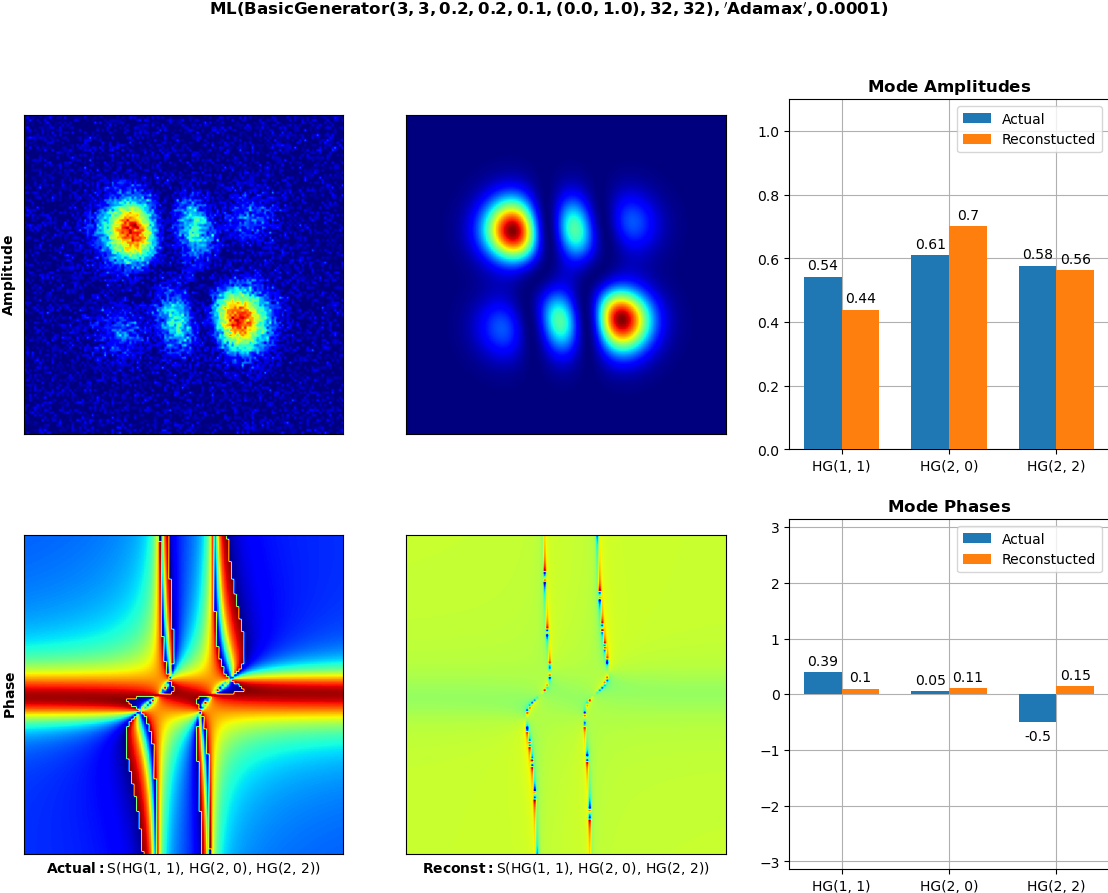 ML(BasicGenerator(3, 3, 0.2, 0.2, 0.1, (0.0, 1.0), 32, 32), ′Adamax′, 0.0001)
Mode Amplitudes
Amplitude
1.0
0.8
0.6
0.4
0.2
0.0
Actual
Reconstucted
0.54
0.44
0.61
0.7
0.58
0.56
HG(1, 1)
HG(2, 0)
HG(2, 2)
Mode Phases
Phase
3
2
1
0
−1
−2
−3
Actual
Reconstucted
0.39
0.1
0.05
0.11
-0.5
0.15
HG(1, 1)
HG(2, 0)
HG(2, 2)
Actual: S(HG(1, 1), HG(2, 0), HG(2, 2))
Reconst: S(HG(1, 1), HG(2, 0), HG(2, 2))